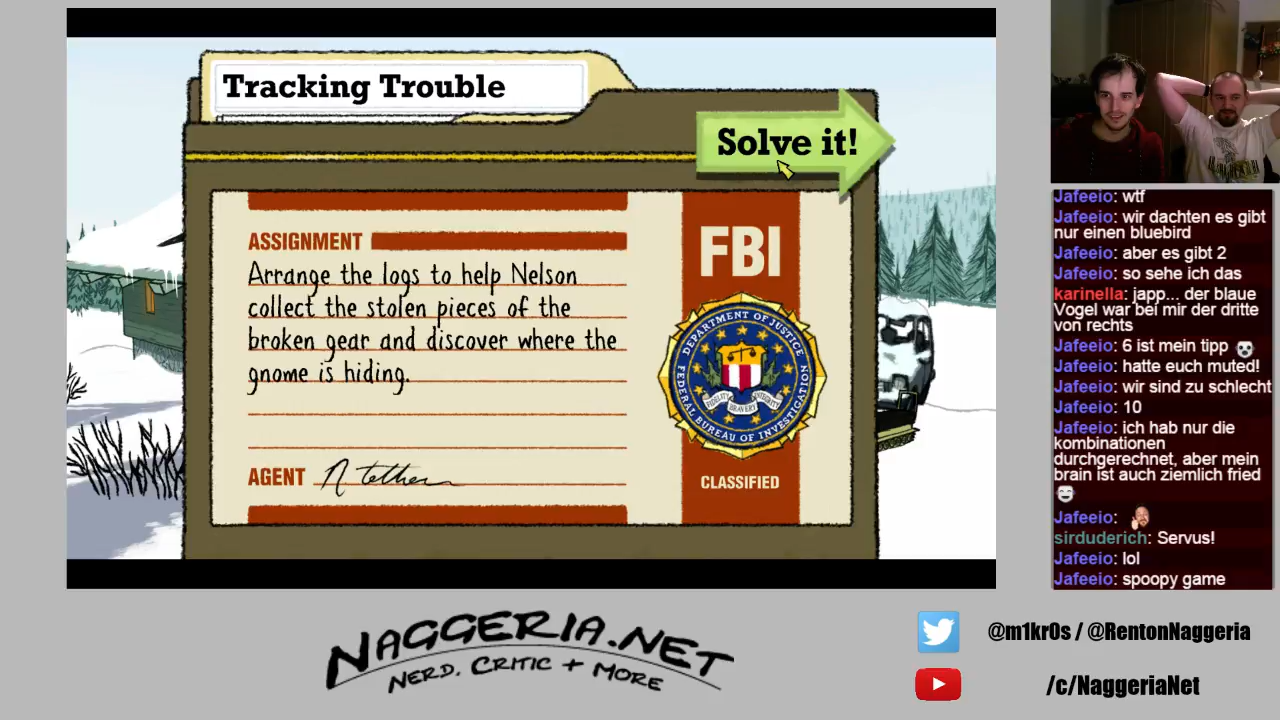 Tracking Trouble
Solve it!
ASSIGNMENT
Arrange the logs to help Nelson
collect the stolen pieces of the
broken gear and discover where the
gnome is hiding.
AGENT N Tethers
FBI
DEPARTMENT OF JUSTICE
FIDELITY BRAVERY INTEGRITY
FEDERAL BUREAU OF INVESTIGATION
CLASSIFIED
Jafeeio: wtf
Jafeeio: wir dachten es gibt
nur einen bluebird
Jafeeio: aber es gibt 2
Jafeeio: so sehe ich das
karinella: japp... der blaue
Vogel war bei mir der dritte
von rechts
Jafeeio: 6 ist mein tipp
Jafeeio: hatte euch muted!
Jafeeio: wir sind zu schlecht
Jafeeio: 10
Jafeeio: ich hab nur die
kombinationen
durchgerechnet, aber mein
brain ist auch ziemlich fried
Jafeeio:
sirduderich: Servus!
Jafeeio: lol
Jafeeio: spoopy game
NAGGERIA.NET
NERD, CRITIC + MORE
@m1kr0s / @RentonNaggeria
/c/NaggeriaNet